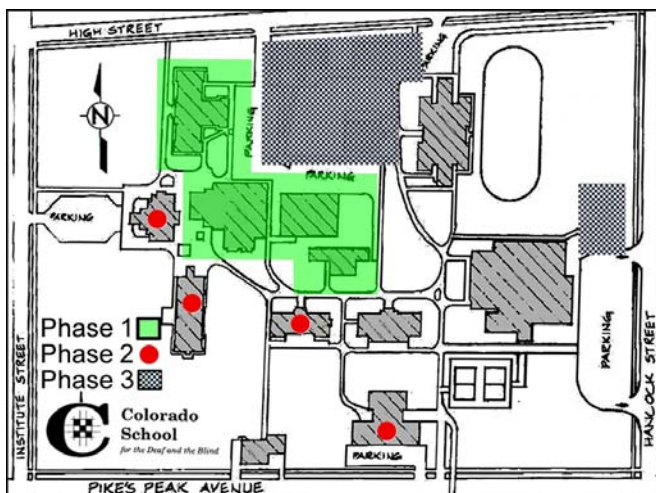 HIGH STREET
PARKING
PARKING
PARKING
N
PARKING
PARKING
Phase 1
Phase 2
Phase 3
C
Colorado
School
for the Deaf and the Blind
INSTITUTE STREET
PARKING
HANCOCK STREET
PIKE'S PEAK AVENUE